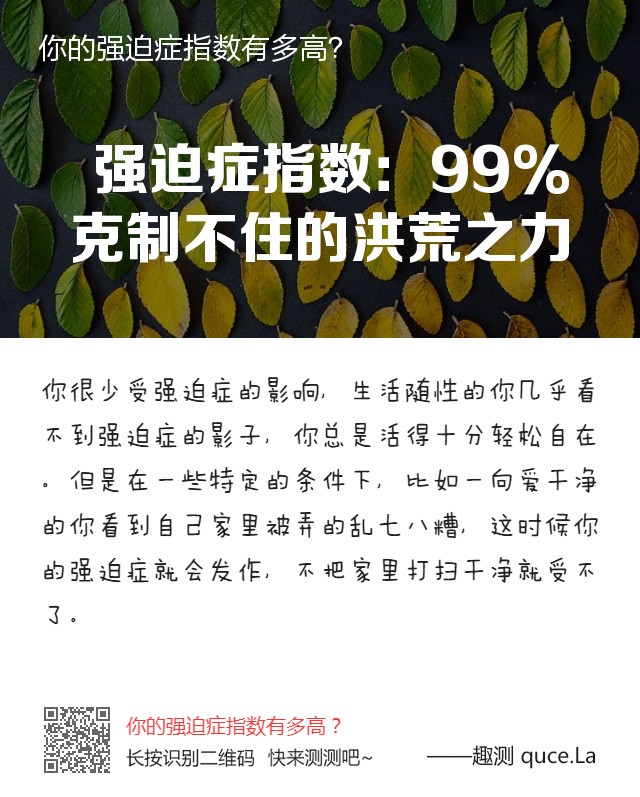 你的强迫症指数有多高?
强迫症指数：99%
克制不住的洪荒之力
你很少受强迫症的影响，生活随性的你几乎看
不到强迫症的影子，你总是活得十分轻松自在
。但是在一些特定的条件下，比如一向爱干净
的你看到自己家里被弄的乱七八糟，这时候你
的强迫症就会发作，不把家里打扫干净就受不
了。
你的强迫症指数有多高？
长按识别二维码 快来测测吧~
——趣测 quce.La